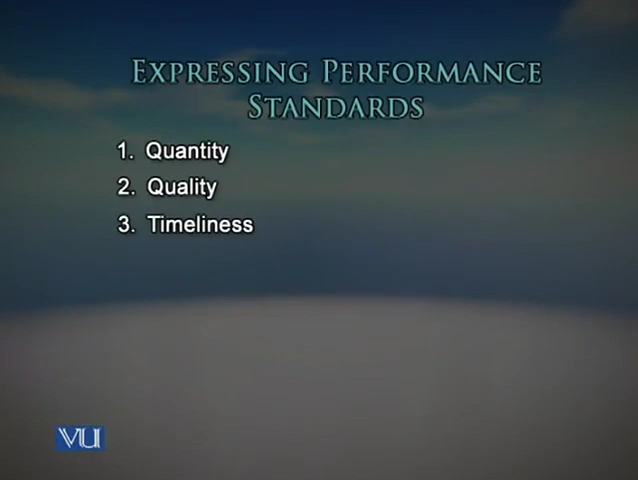 EXPRESSING PERFORMANCE
STANDARDS
1. Quantity
2. Quality
3. Timeliness
VU